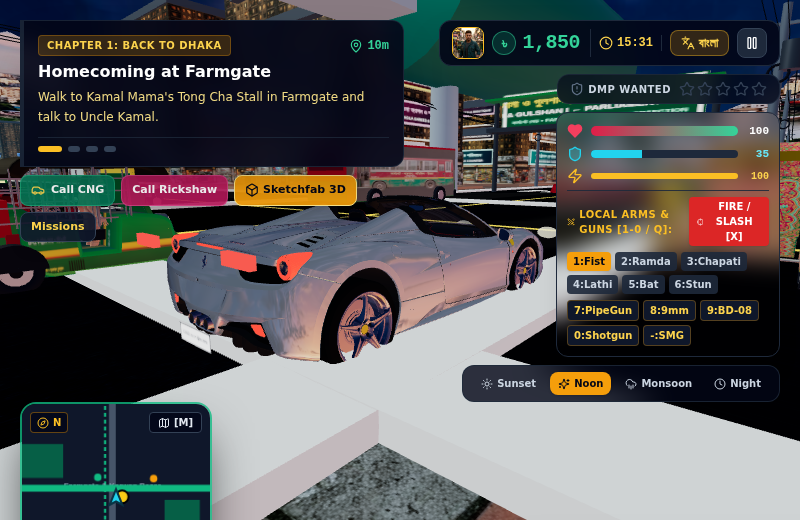 CHAPTER 1: BACK TO DHAKA
10m
Homecoming at Farmgate
Walk to Kamal Mama's Tong Cha Stall in Farmgate and
talk to Uncle Kamal.
Call CNG
Call Rickshaw
Sketchfab 3D
Missions
৳ 1,850
15:31
বাংলা
DMP WANTED
100
35
100
LOCAL ARMS &
GUNS [1-0 / Q]:
FIRE /
SLASH
[X]
1:Fist
2:Ramda
3:Chapati
4:Lathi
5:Bat
6:Stun
7:PipeGun
8:9mm
9:BD-08
0:Shotgun
-:SMG
Sunset
Noon
Monsoon
Night
N
[M]